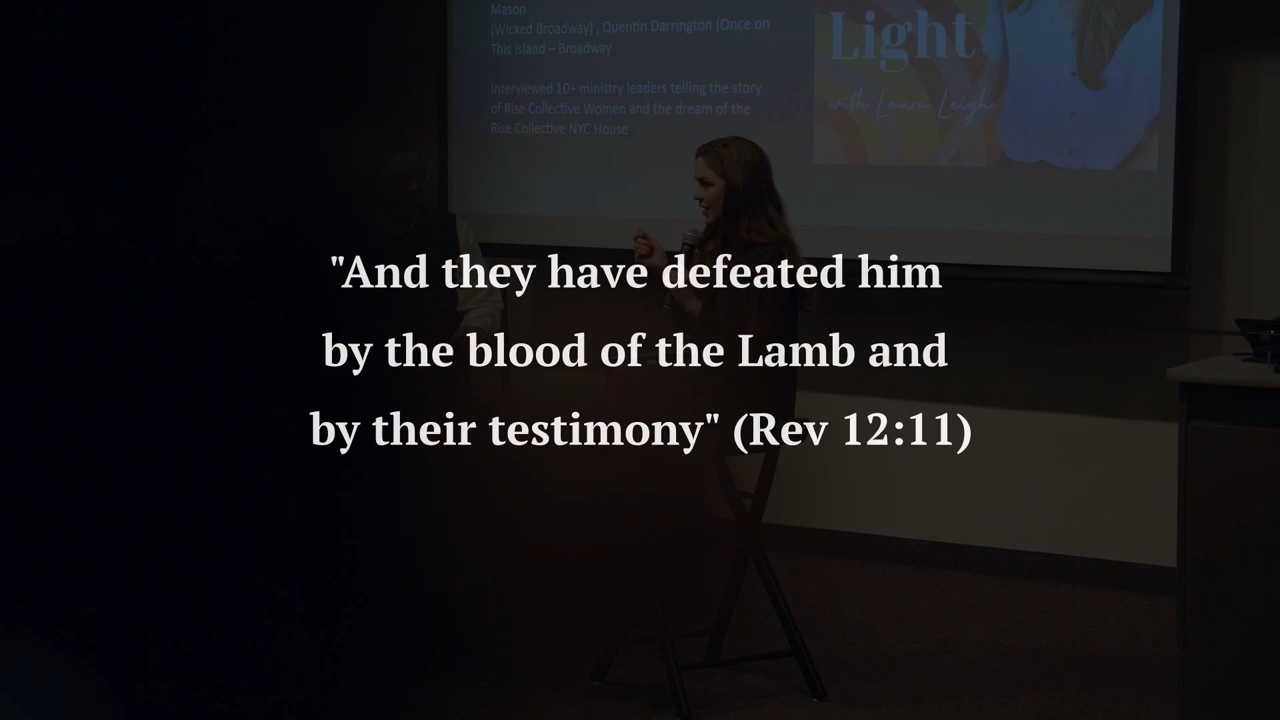 Mason
(Wicked Broadway) , Quentin Darrington (Once on
This Island – Broadway
Interviewed 10+ ministry leaders telling the story
of Rise Collective Women and the dream of the
Rise Collective NYC House
Light
with Laura Leigh
"And they have defeated him
by the blood of the Lamb and
by their testimony" (Rev 12:11)